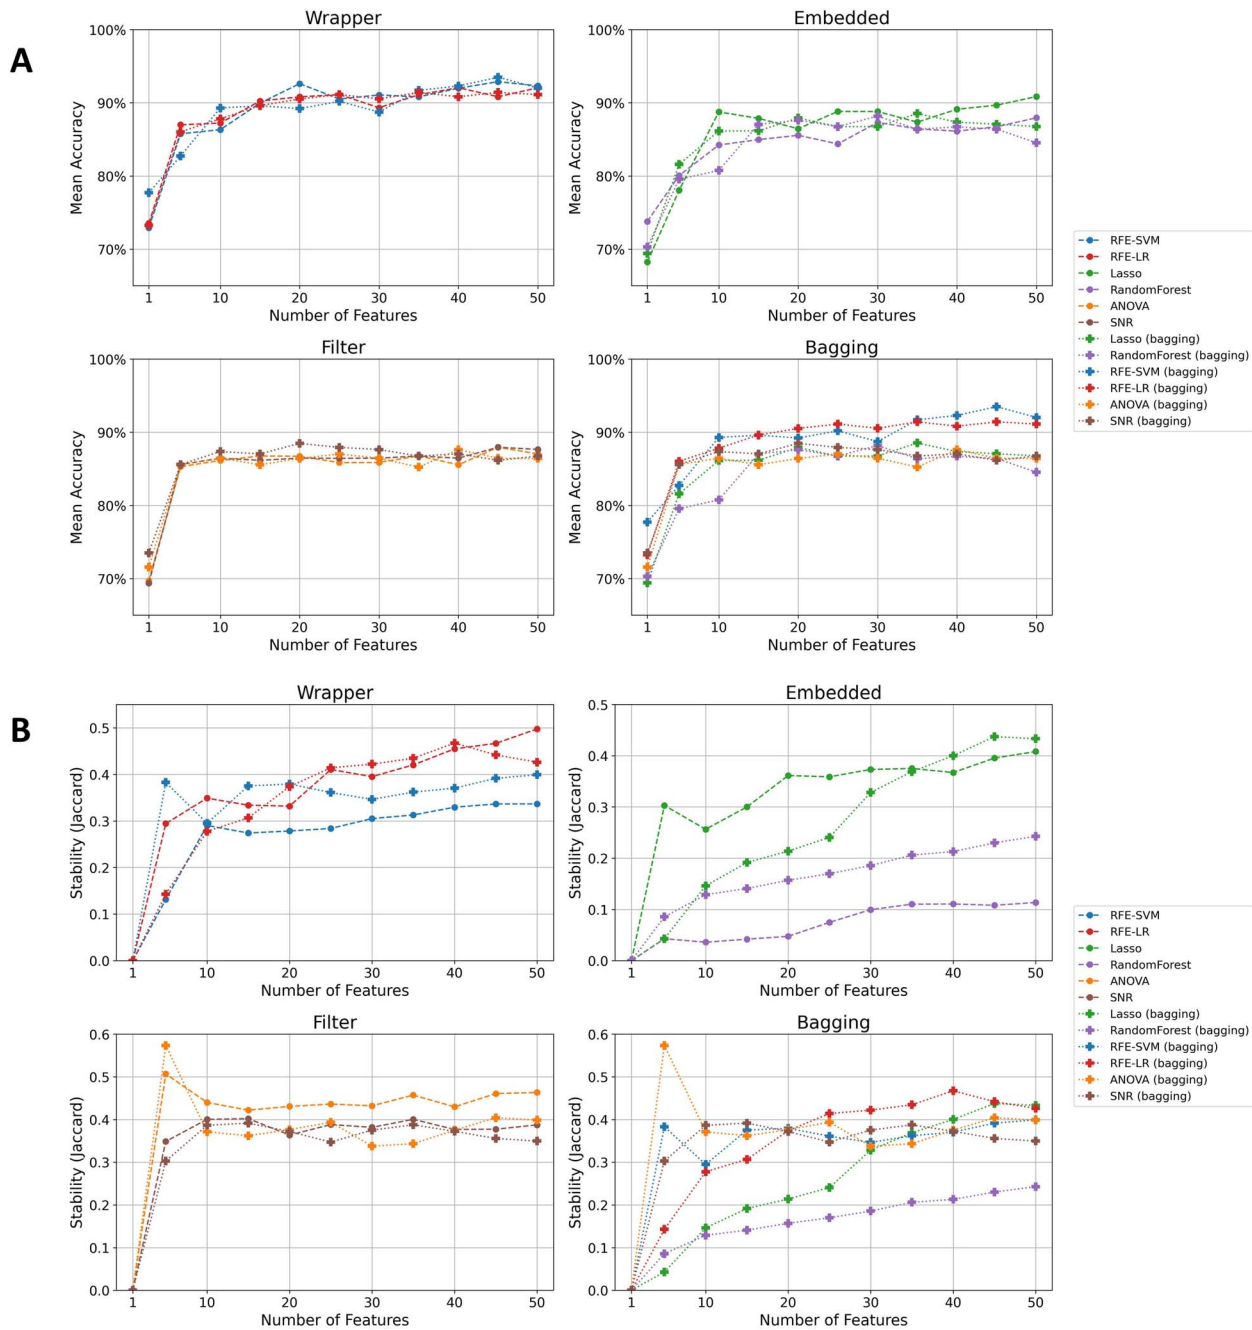 A
Wrapper
100%
90%
80%
70%
Mean Accuracy
1 10 20 30 40 50
Number of Features
Embedded
100%
90%
80%
70%
Mean Accuracy
1 10 20 30 40 50
Number of Features
Filter
100%
90%
80%
70%
Mean Accuracy
1 10 20 30 40 50
Number of Features
Bagging
100%
90%
80%
70%
Mean Accuracy
1 10 20 30 40 50
Number of Features
RFE-SVM
RFE-LR
Lasso
RandomForest
ANOVA
SNR
Lasso (bagging)
RandomForest (bagging)
RFE-SVM (bagging)
RFE-LR (bagging)
ANOVA (bagging)
SNR (bagging)
B
Wrapper
0.5
0.4
0.3
0.2
0.1
0.0
Stability (Jaccard)
1 10 20 30 40 50
Number of Features
Embedded
0.5
0.4
0.3
0.2
0.1
0.0
Stability (Jaccard)
1 10 20 30 40 50
Number of Features
Filter
0.6
0.5
0.4
0.3
0.2
0.1
0.0
Stability (Jaccard)
1 10 20 30 40 50
Number of Features
Bagging
0.6
0.5
0.4
0.3
0.2
0.1
0.0
Stability (Jaccard)
1 10 20 30 40 50
Number of Features
RFE-SVM
RFE-LR
Lasso
RandomForest
ANOVA
SNR
Lasso (bagging)
RandomForest (bagging)
RFE-SVM (bagging)
RFE-LR (bagging)
ANOVA (bagging)
SNR (bagging)